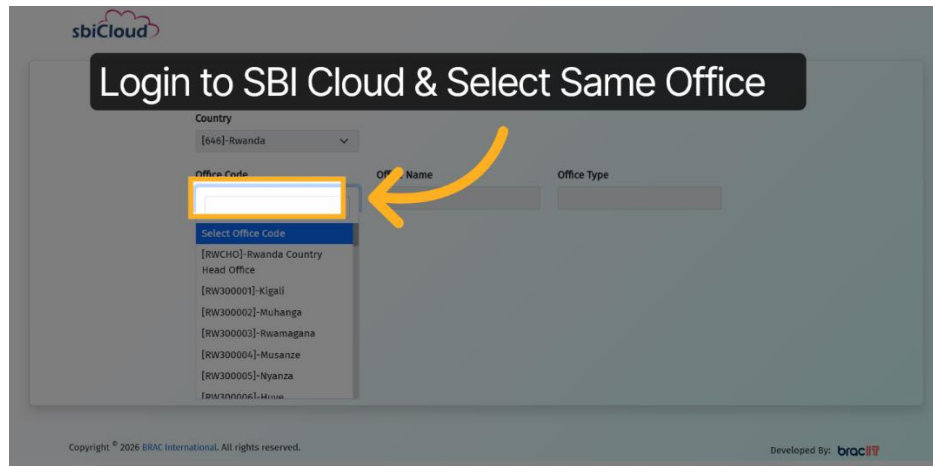 sbiCloud
Login to SBI Cloud & Select Same Office
Country
[646]-Rwanda
Office Code
Office Name
Office Type
Select Office Code
[RWCHO]-Rwanda Country
Head Office
[RW300001]-Kigali
[RW300002]-Muhanga
[RW300003]-Rwamagana
[RW300004]-Musanze
[RW300005]-Nyanza
[RW300006]-Huye
Copyright © 2026 BRAC International. All rights reserved.
Developed By: bracIT